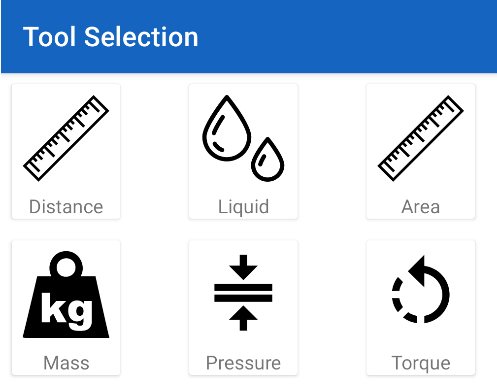 Tool Selection
Distance
Liquid
Area
kg
Mass
Pressure
Torque